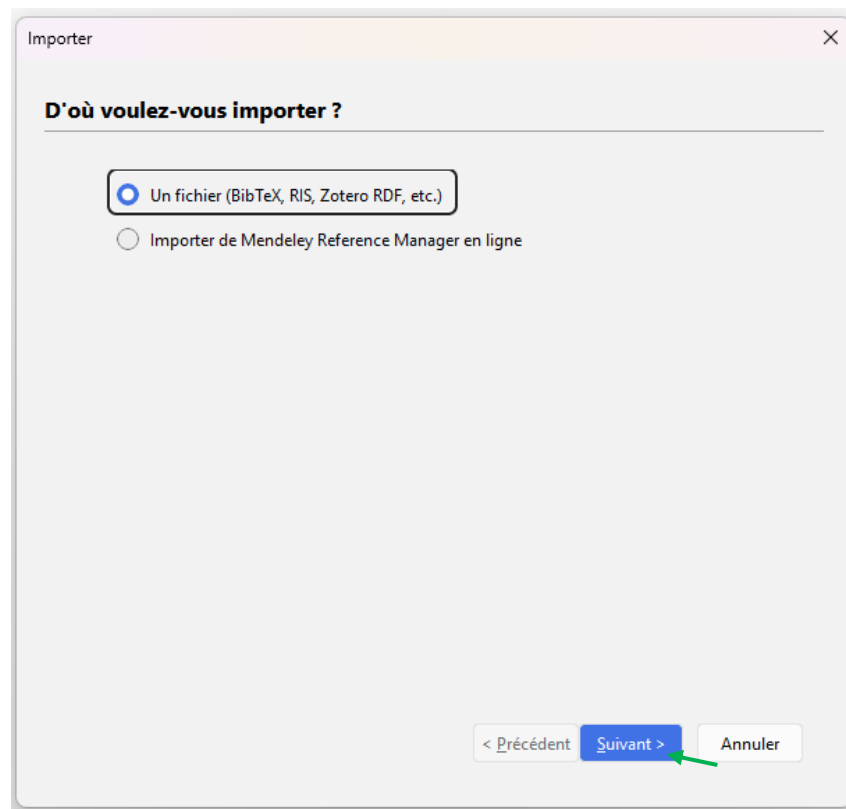 Importer
D'où voulez-vous importer ?
Un fichier (BibTeX, RIS, Zotero RDF, etc.)
Importer de Mendeley Reference Manager en ligne
< Précédent Suivant > Annuler